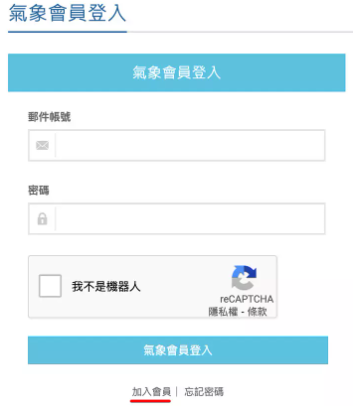 氣象會員登入
氣象會員登入
郵件帳號
密碼
我不是機器人
reCAPTCHA
隱私權 - 條款
氣象會員登入
加入會員｜ 忘記密碼